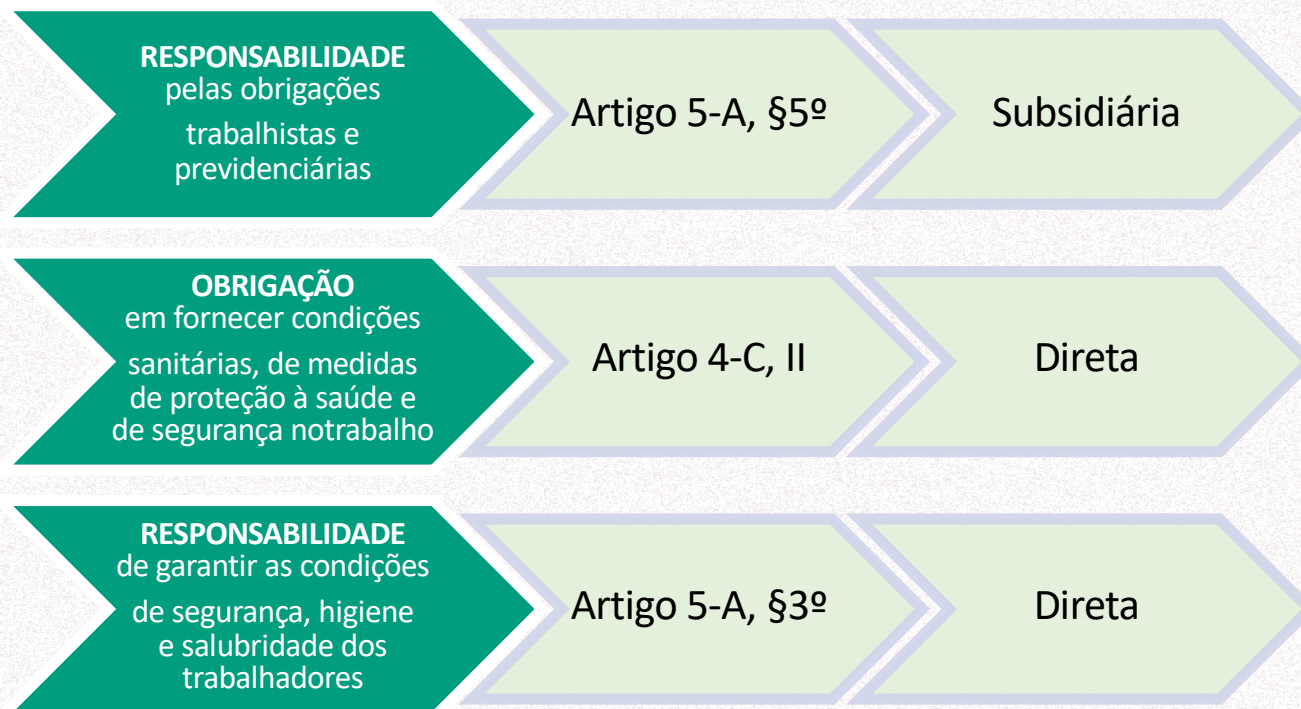 RESPONSABILIDADE
pelas obrigações
trabalhistas e
previdenciárias
Artigo 5-A, §5º
Subsidiária
OBRIGAÇÃO
em fornecer condições
sanitárias, de medidas
de proteção à saúde e
de segurança notrabalho
Artigo 4-C, II
Direta
RESPONSABILIDADE
de garantir as condições
de segurança, higiene
e salubridade dos
trabalhadores
Artigo 5-A, §3º
Direta